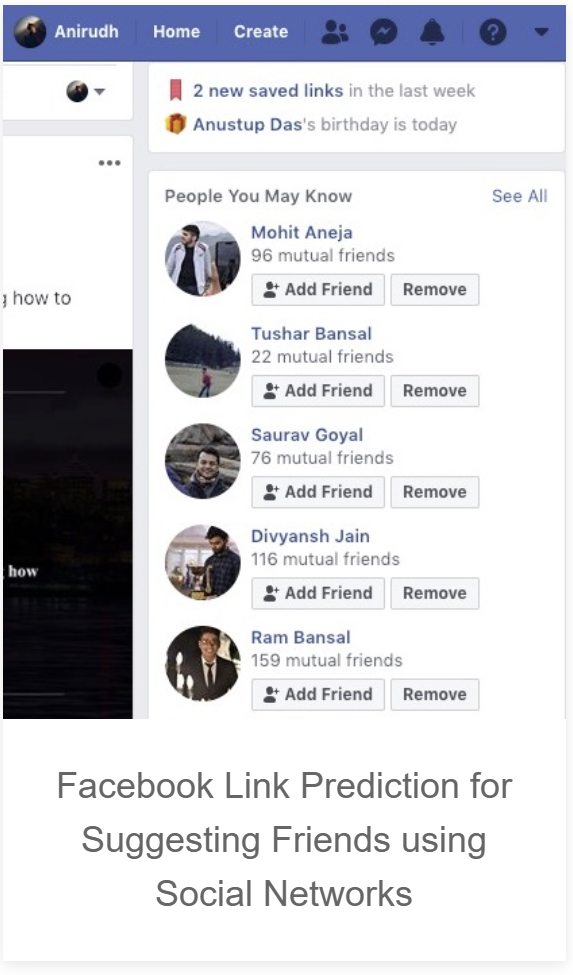 Anirudh Home Create
2 new saved links in the last week
Anustup Das's birthday is today
People You May Know See All
Mohit Aneja
96 mutual friends
Add Friend Remove
g how to
Tushar Bansal
22 mutual friends
Add Friend Remove
Saurav Goyal
76 mutual friends
Add Friend Remove
Divyansh Jain
116 mutual friends
how
Add Friend Remove
Ram Bansal
159 mutual friends
Add Friend Remove
Facebook Link Prediction for
Suggesting Friends using
Social Networks